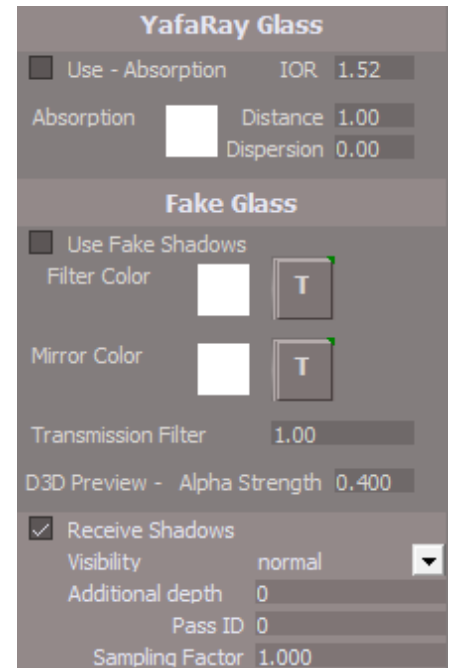 YafaRay Glass
Use - Absorption IOR 1.52
Absorption Distance 1.00
Dispersion 0.00
Fake Glass
Use Fake Shadows
Filter Color T
Mirror Color T
Transmission Filter 1.00
D3D Preview - Alpha Strength 0.400
Receive Shadows
Visibility normal
Additional depth 0
Pass ID 0
Sampling Factor 1.000